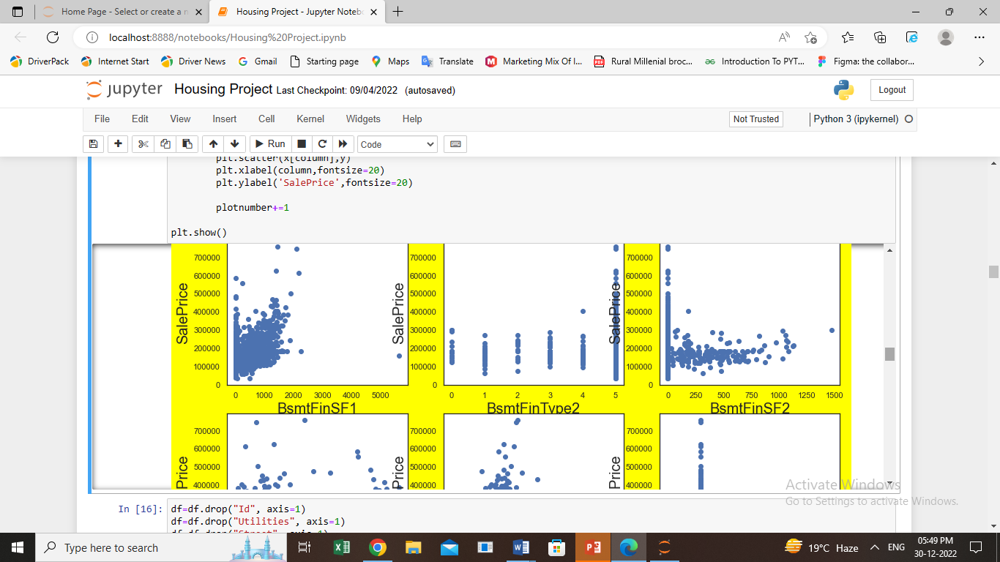 Home Page - Select or create a n
Housing Project - Jupyter Noteb
localhost:8888/notebooks/Housing%20Project.ipynb
DriverPack Internet Start Driver News Gmail Starting page Maps Translate Marketing Mix Of I... Rural Millenial broc... Introduction To PYT... Figma: the collabor...
jupyter Housing Project Last Checkpoint: 09/04/2022 (autosaved) Logout
File Edit View Insert Cell Kernel Widgets Help Not Trusted Python 3 (ipykernel)
Run Code
plt.scatter(x[column],y)
plt.xlabel(column,fontsize=20)
plt.ylabel('SalePrice',fontsize=20)
plotnumber+=1
plt.show()
SalePrice
700000
600000
500000
400000
300000
200000
100000
0
0 1000 2000 3000 4000 5000
BsmtFinSF1
SalePrice
700000
600000
500000
400000
300000
200000
100000
0
0 1 2 3 4 5
BsmtFinType2
SalePrice
700000
600000
500000
400000
300000
200000
100000
0
0 250 500 750 1000 1250 1500
BsmtFinSF2
Price
700000
600000
500000
400000
Price
700000
600000
500000
400000
Price
700000
600000
500000
400000
Activate Windows
Go to Settings to activate Windows.
In [16]: df=df.drop("Id", axis=1)
df=df.drop("Utilities", axis=1)
df=df.drop("Street", axis=1)
Type here to search
19°C Haze ENG 05:49 PM
30-12-2022